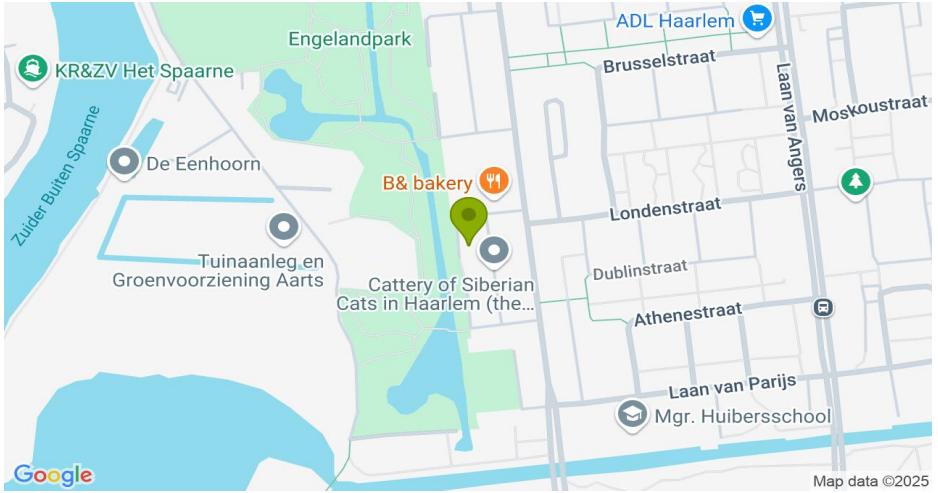 ADL Haarlem
Engelandpark
Brusselstraat
KR&ZV Het Spaarne
Laan van Angers
Moskoustraat
Zuider Buiten Spaarne
De Eenhoorn
B& bakery
Londenstraat
Tuinaanleg en
Groenvoorziening Aarts
Cattery of Siberian
Cats in Haarlem (the...
Dublinstraat
Athenestraat
Laan van Parijs
Mgr. Huibersschool
Google
Map data ©2025